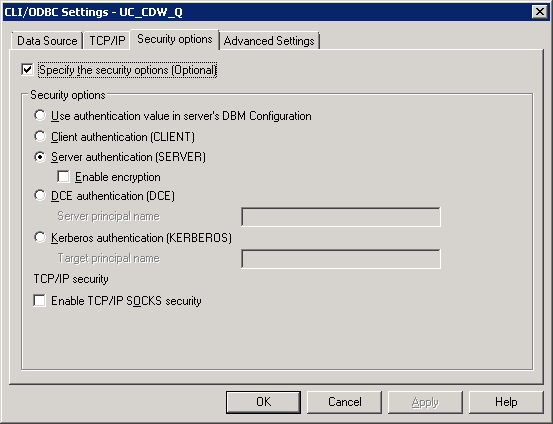 CLI/ODBC Settings - UC_CDW_Q
Data Source TCP/IP Security options Advanced Settings
Specify the security options (Optional)
Security options
Use authentication value in server's DBM Configuration
Client authentication (CLIENT)
Server authentication (SERVER)
Enable encryption
DCE authentication (DCE)
Server principal name
Kerberos authentication (KERBEROS)
Target principal name
TCP/IP security
Enable TCP/IP SOCKS security
OK Cancel Apply Help